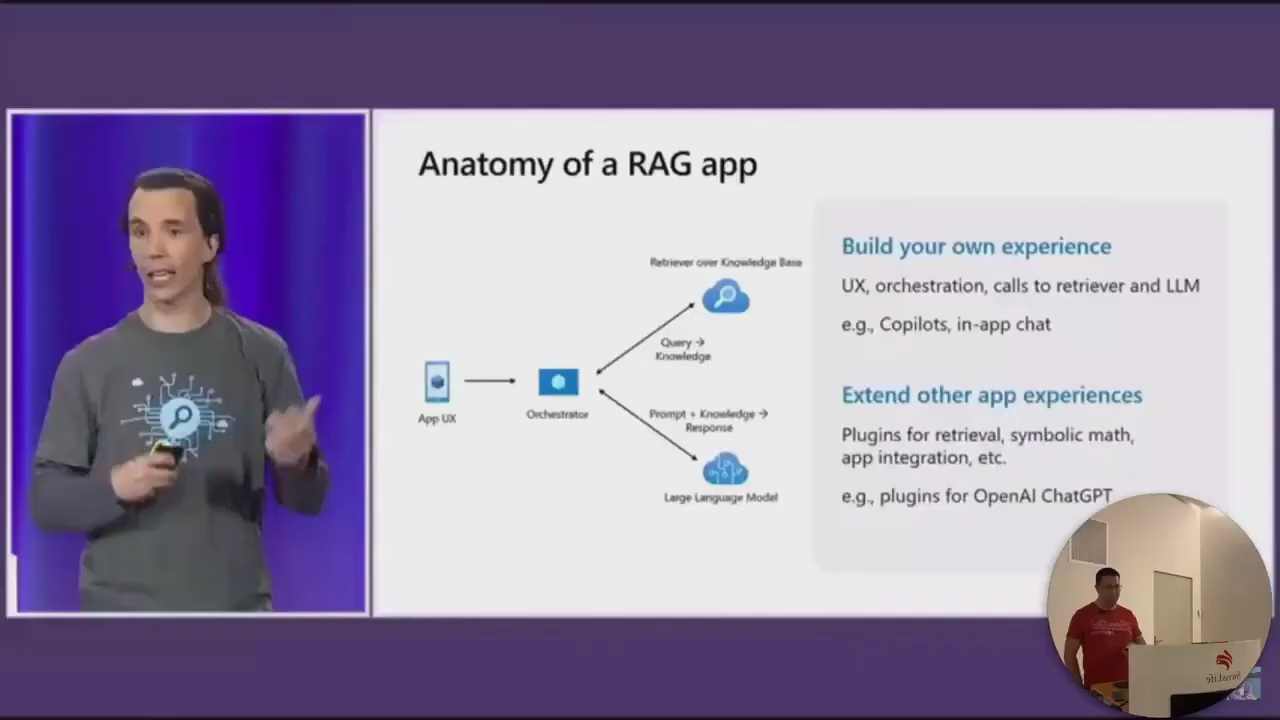 Anatomy of a RAG app
Retriever over Knowledge Base
Query →
Knowledge
App UX
Orchestrator
Prompt + Knowledge →
Response
Large Language Model
Build your own experience
UX, orchestration, calls to retriever and LLM
e.g., Copilots, in-app chat
Extend other app experiences
Plugins for retrieval, symbolic math,
app integration, etc.
e.g., plugins for OpenAI ChatGPT
SwissLife